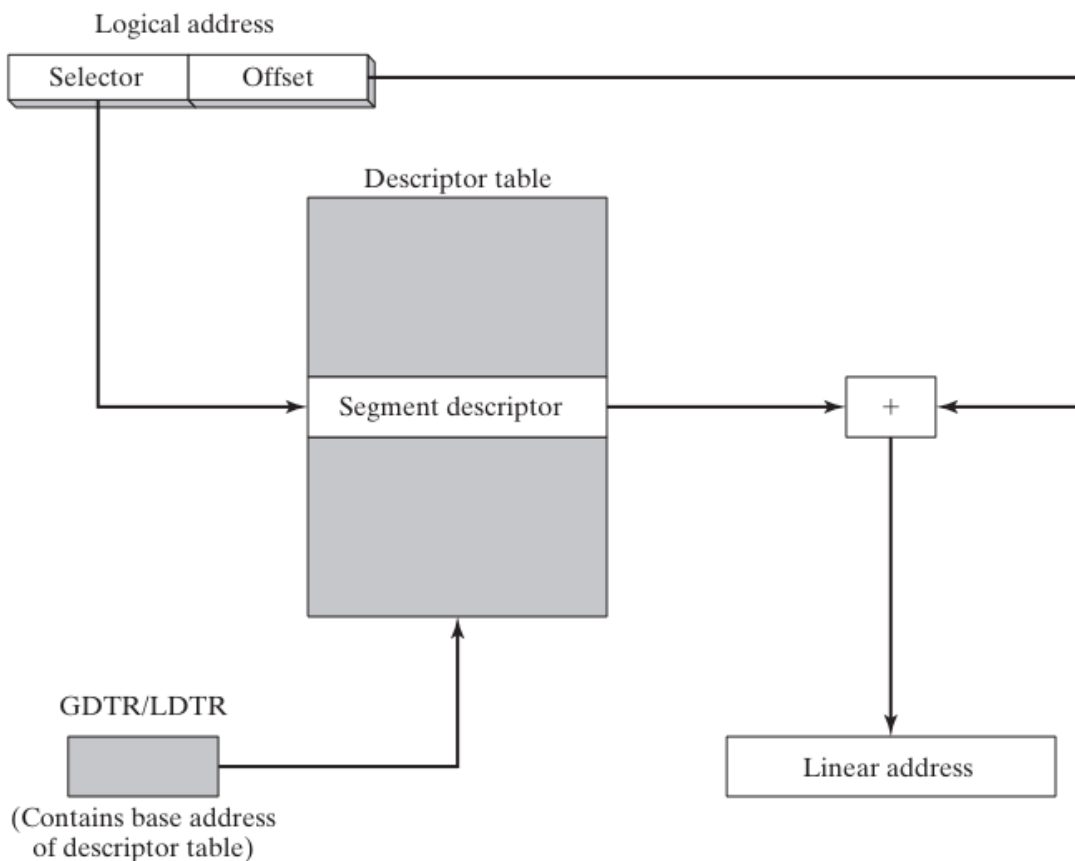 Logical address
Selector Offset
Descriptor table
Segment descriptor
+
GDTR/LDTR
Linear address
(Contains base address
of descriptor table)